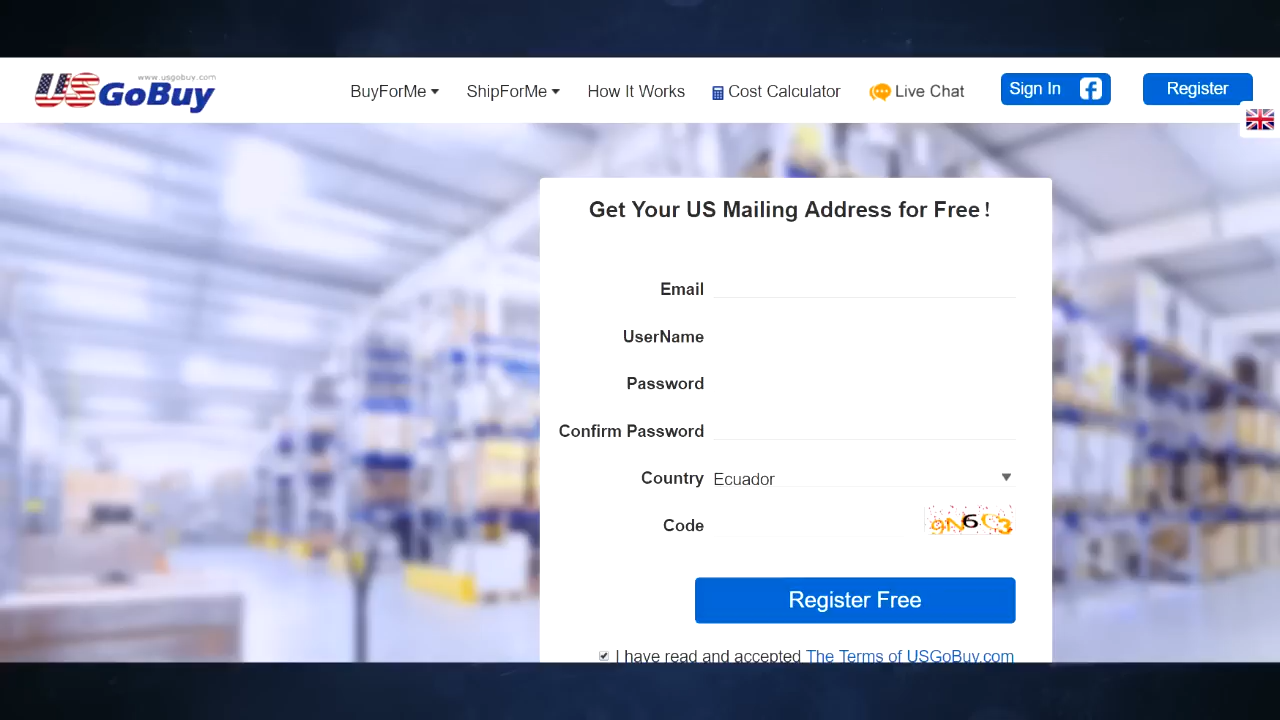 www.usgobuy.com
USGoBuy
BuyForMe ShipForMe How It Works Cost Calculator Live Chat Sign In Register
Get Your US Mailing Address for Free!
Email
UserName
Password
Confirm Password
Country Ecuador
Code 9N6C3
Register Free
I have read and accepted The Terms of USGoBuy.com